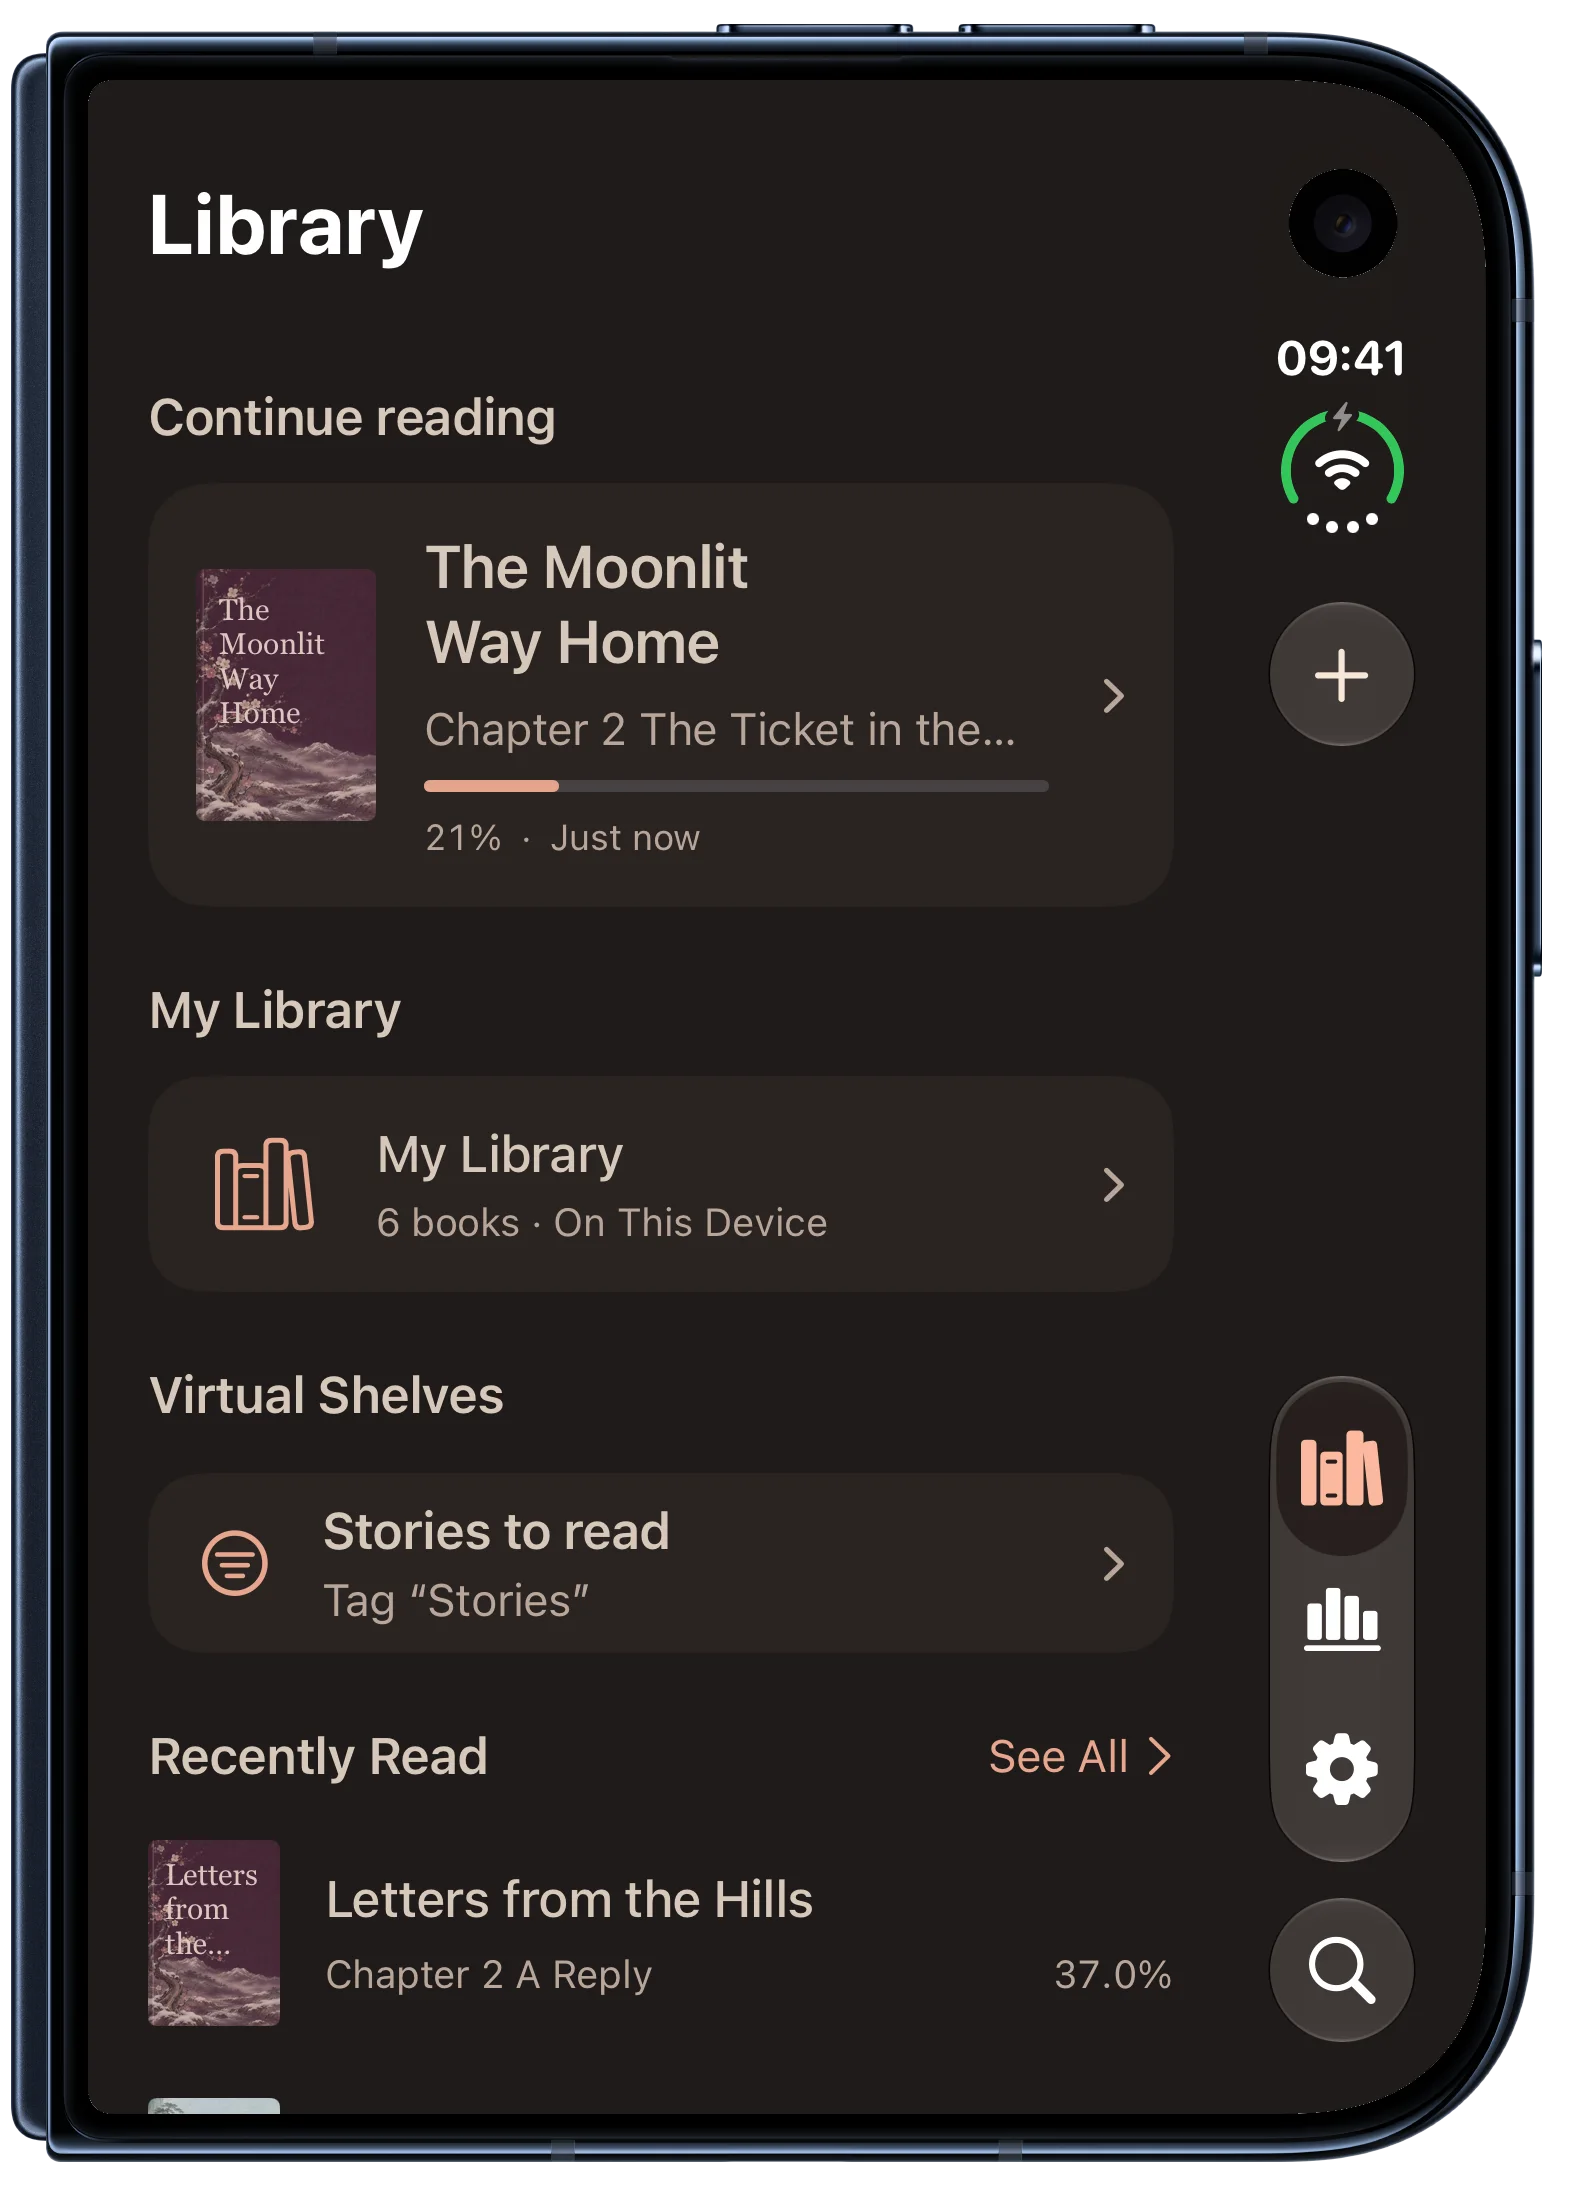 Library
09:41
Continue reading
The
Moonlit
Way
Home
The Moonlit
Way Home
Chapter 2 The Ticket in the...
21% · Just now
My Library
My Library
6 books · On This Device
Virtual Shelves
Stories to read
Tag “Stories”
Recently Read
See All
Letters
from
the...
Letters from the Hills
Chapter 2 A Reply
37.0%